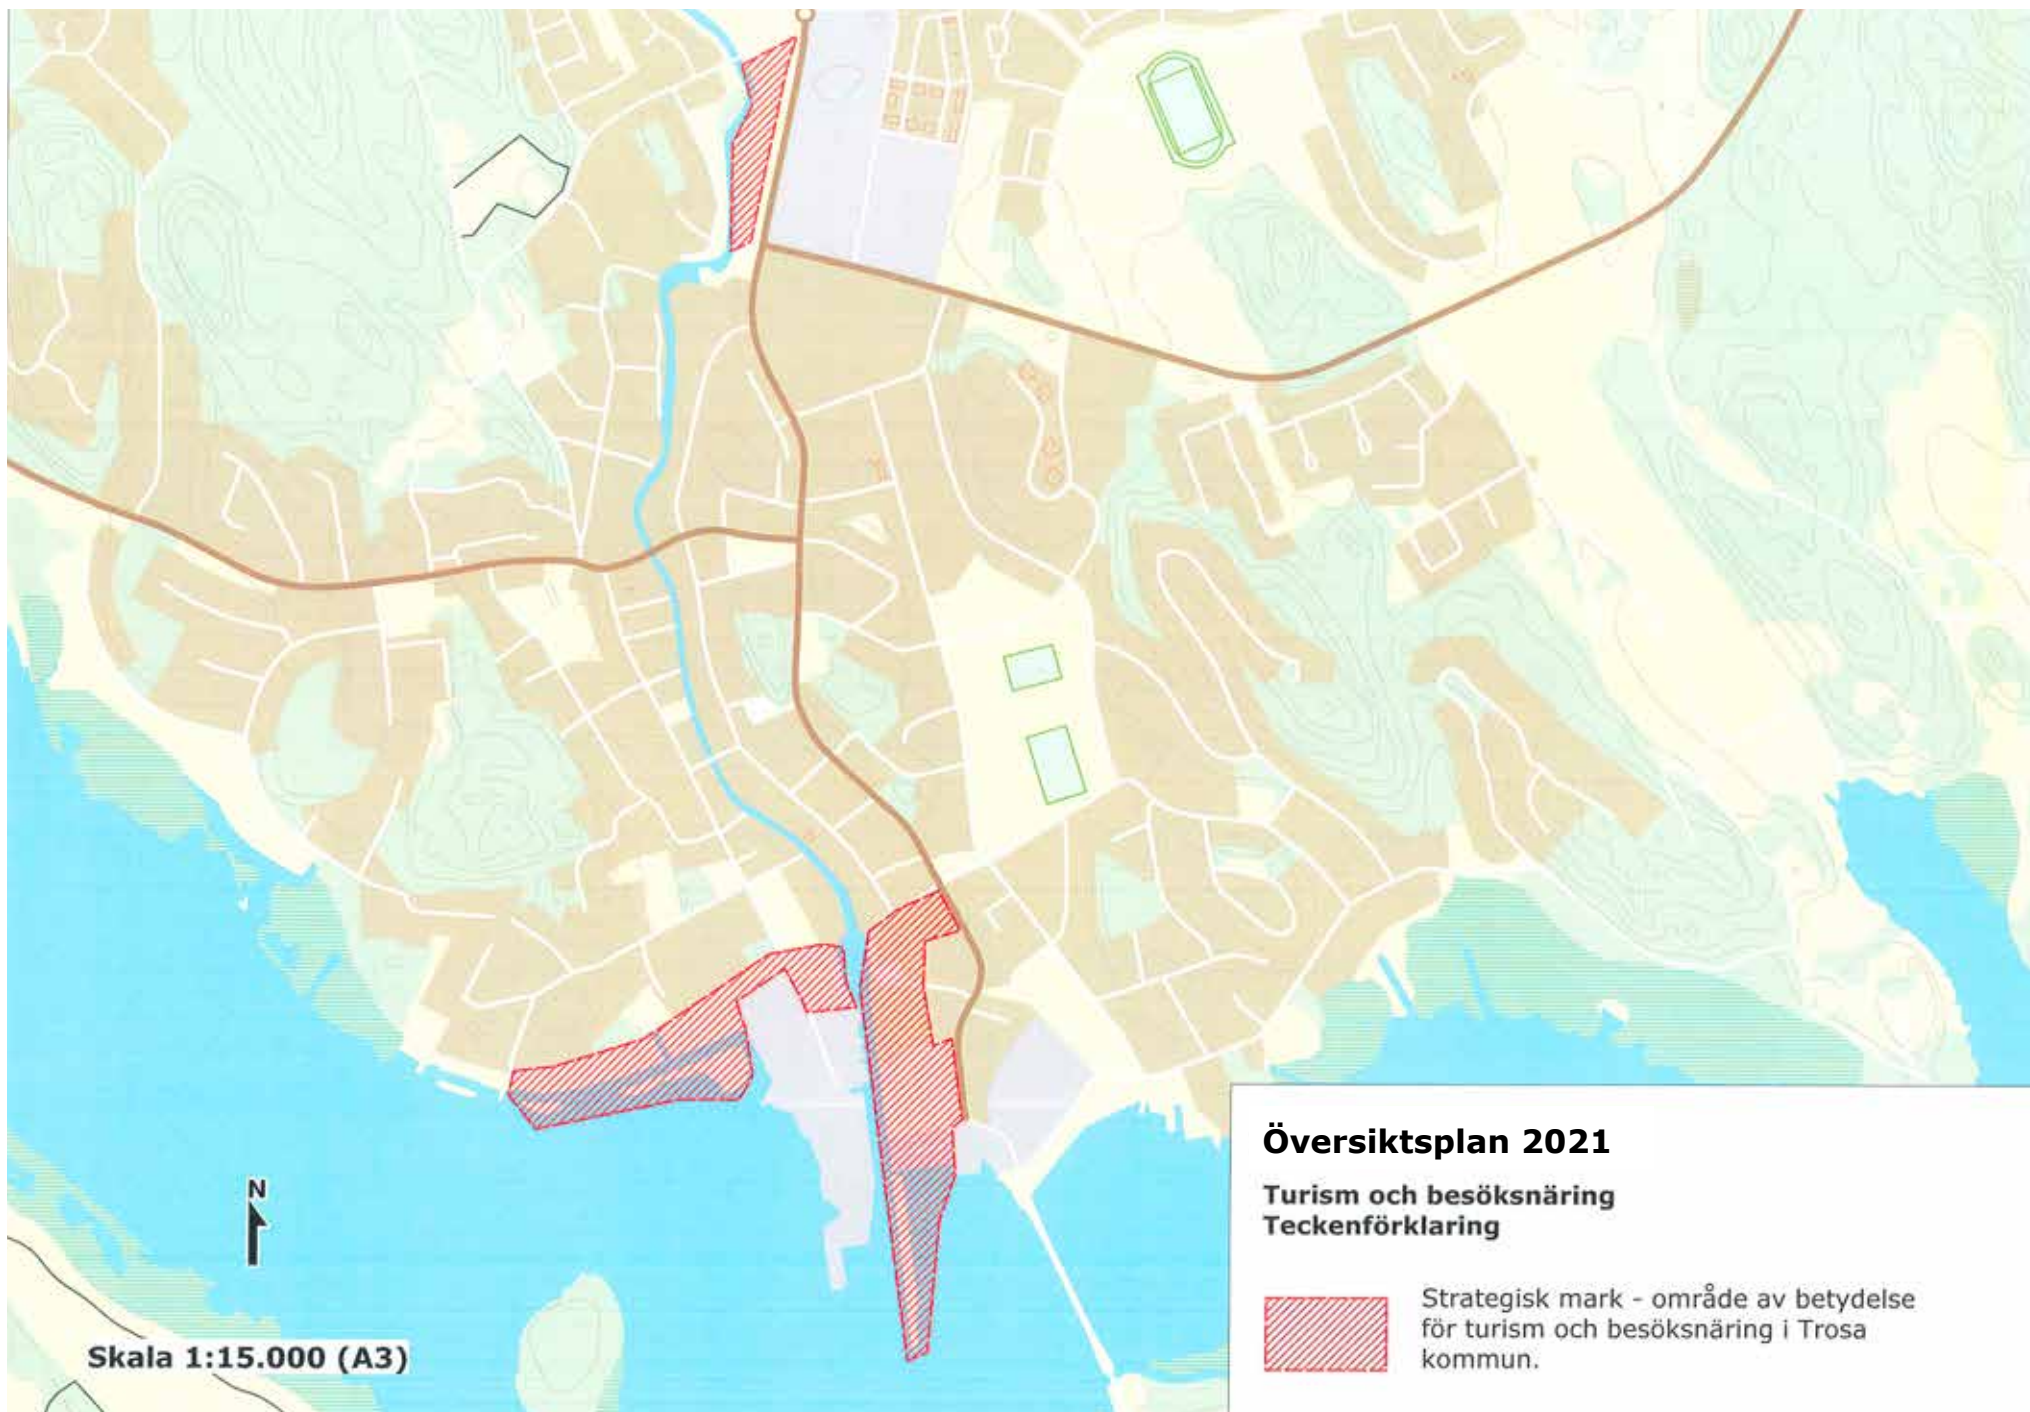 Översiktsplan 2021
Turism och besöksnäring
Teckenförklaring
Strategisk mark - område av betydelse
för turism och besöksnäring i Trosa
kommun.
N
Skala 1:15.000 (A3)